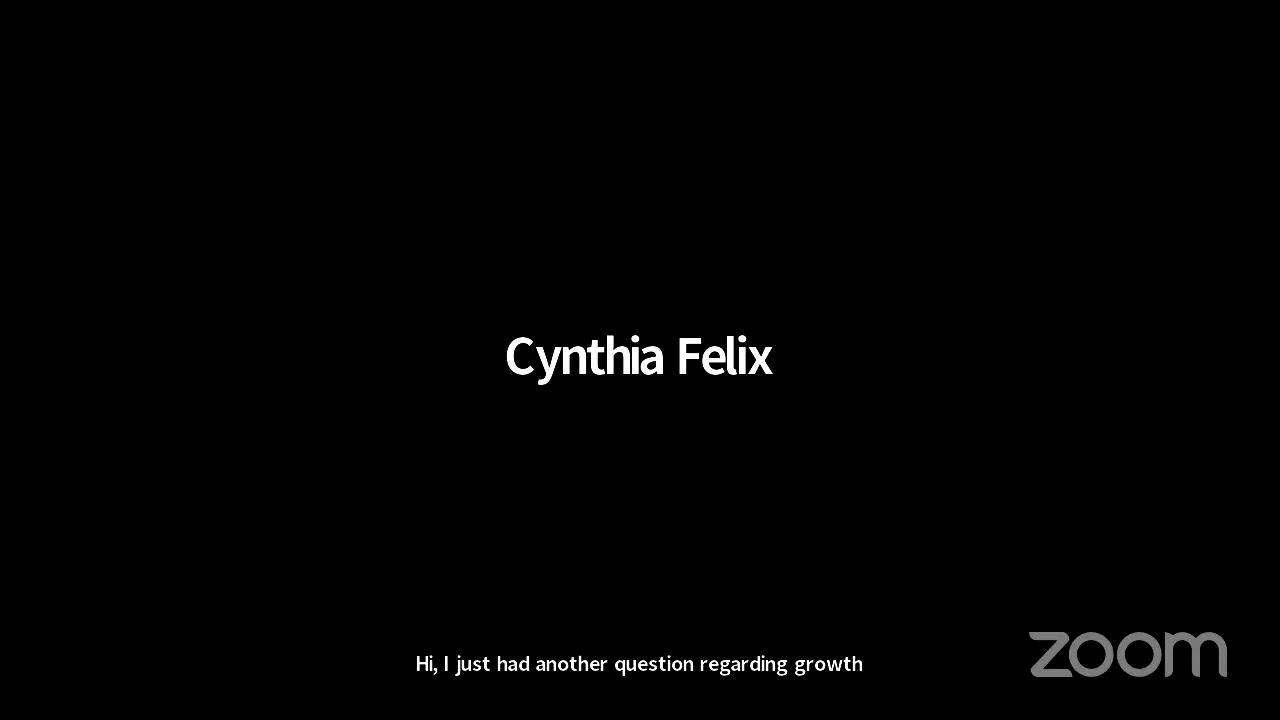 Cynthia Felix
Hi, I just had another question regarding growth
zoom